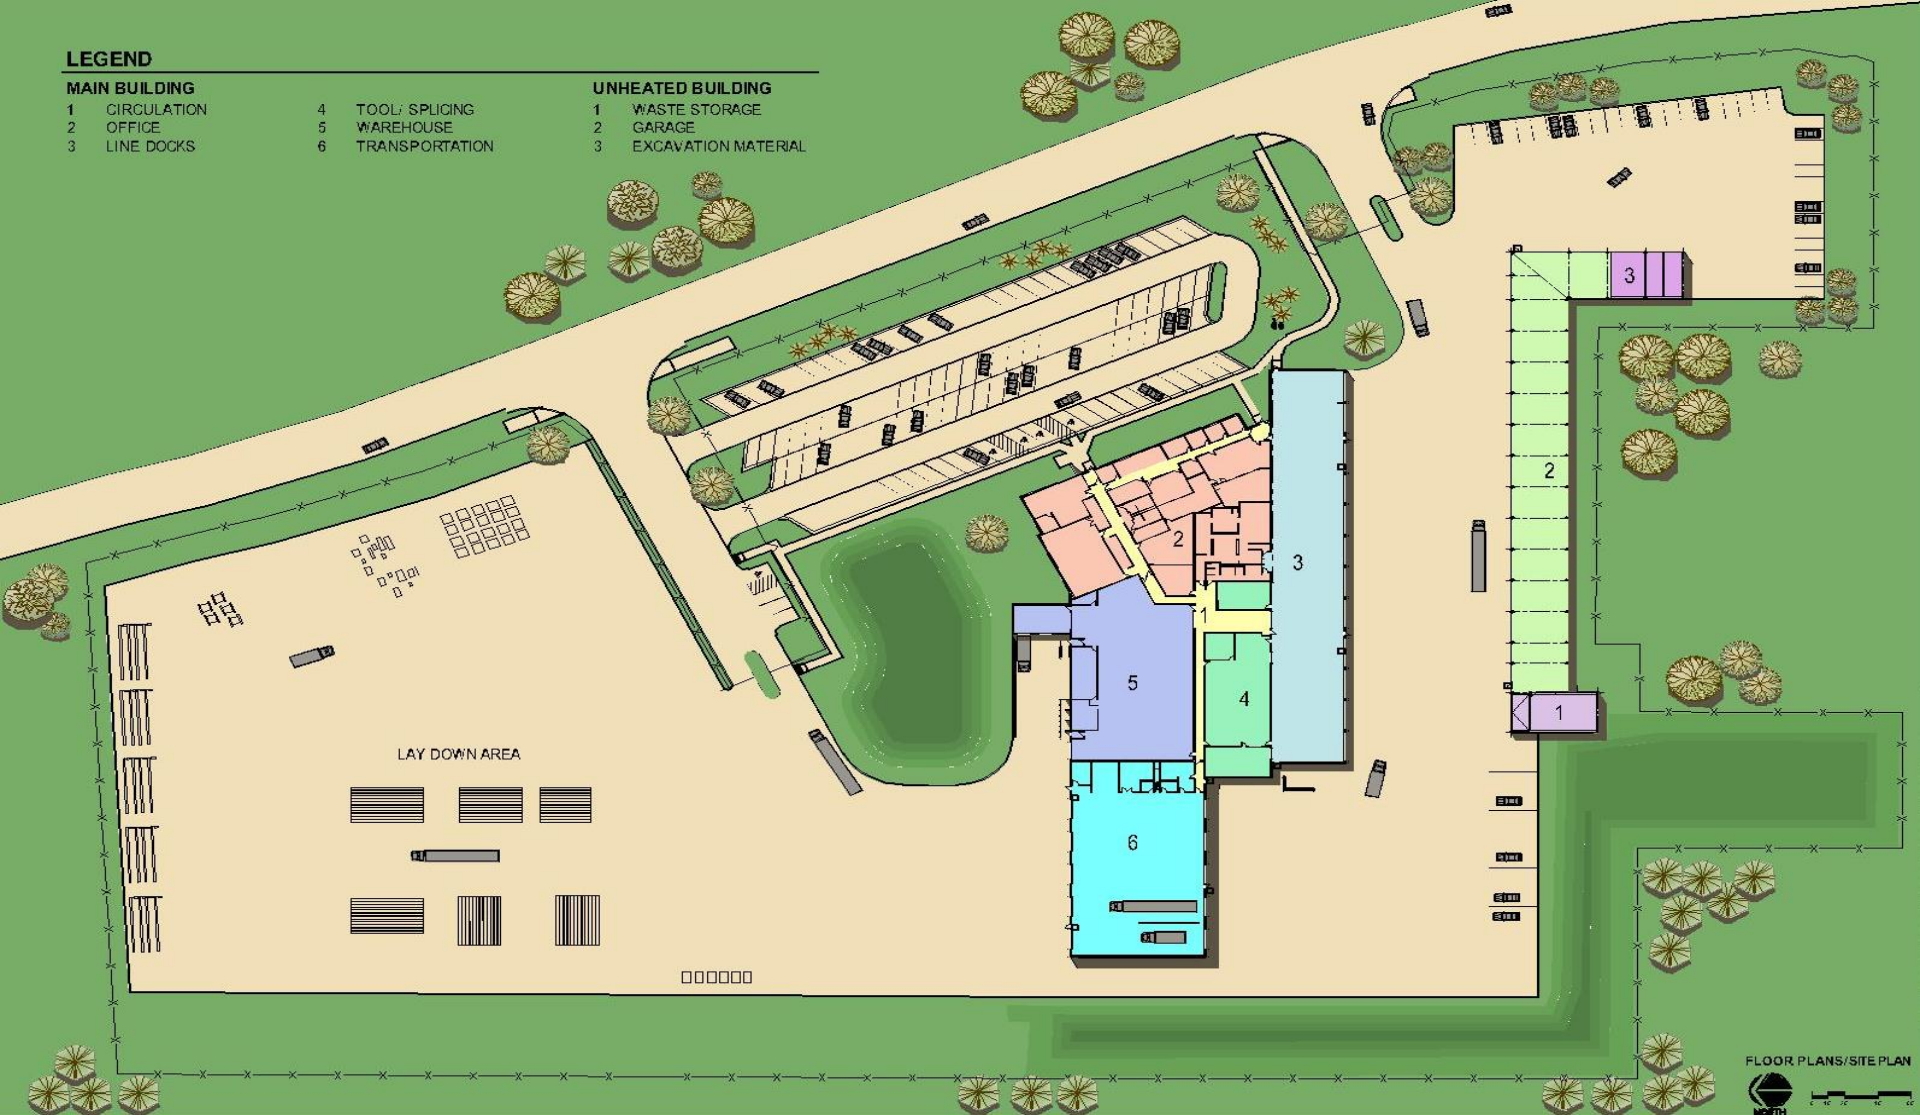 LEGEND
MAIN BUILDING
1 CIRCULATION
2 OFFICE
3 LINE DOCKS
4 TOOL/ SPLICING
5 WAREHOUSE
6 TRANSPORTATION
UNHEATED BUILDING
1 WASTE STORAGE
2 GARAGE
3 EXCAVATION MATERIAL
3
2
2
3
1
5
4
1
LAY DOWN AREA
6
FLOOR PLANS/SITE PLAN
NORTH